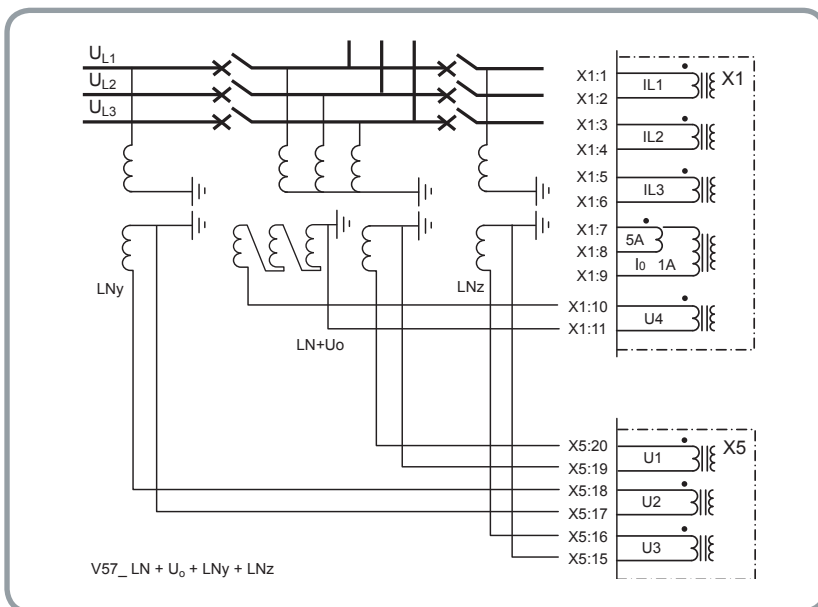 UL1
UL2
UL3
X1:1
X1:2
IL1
X1
X1:3
X1:4
IL2
X1:5
X1:6
IL3
X1:7
X1:8
X1:9
5A
I0 1A
LNy
LNz
X1:10
X1:11
U4
LN+Uo
X5:20
X5:19
U1
X5
X5:18
X5:17
U2
X5:16
X5:15
U3
V57_ LN + Uo + LNy + LNz